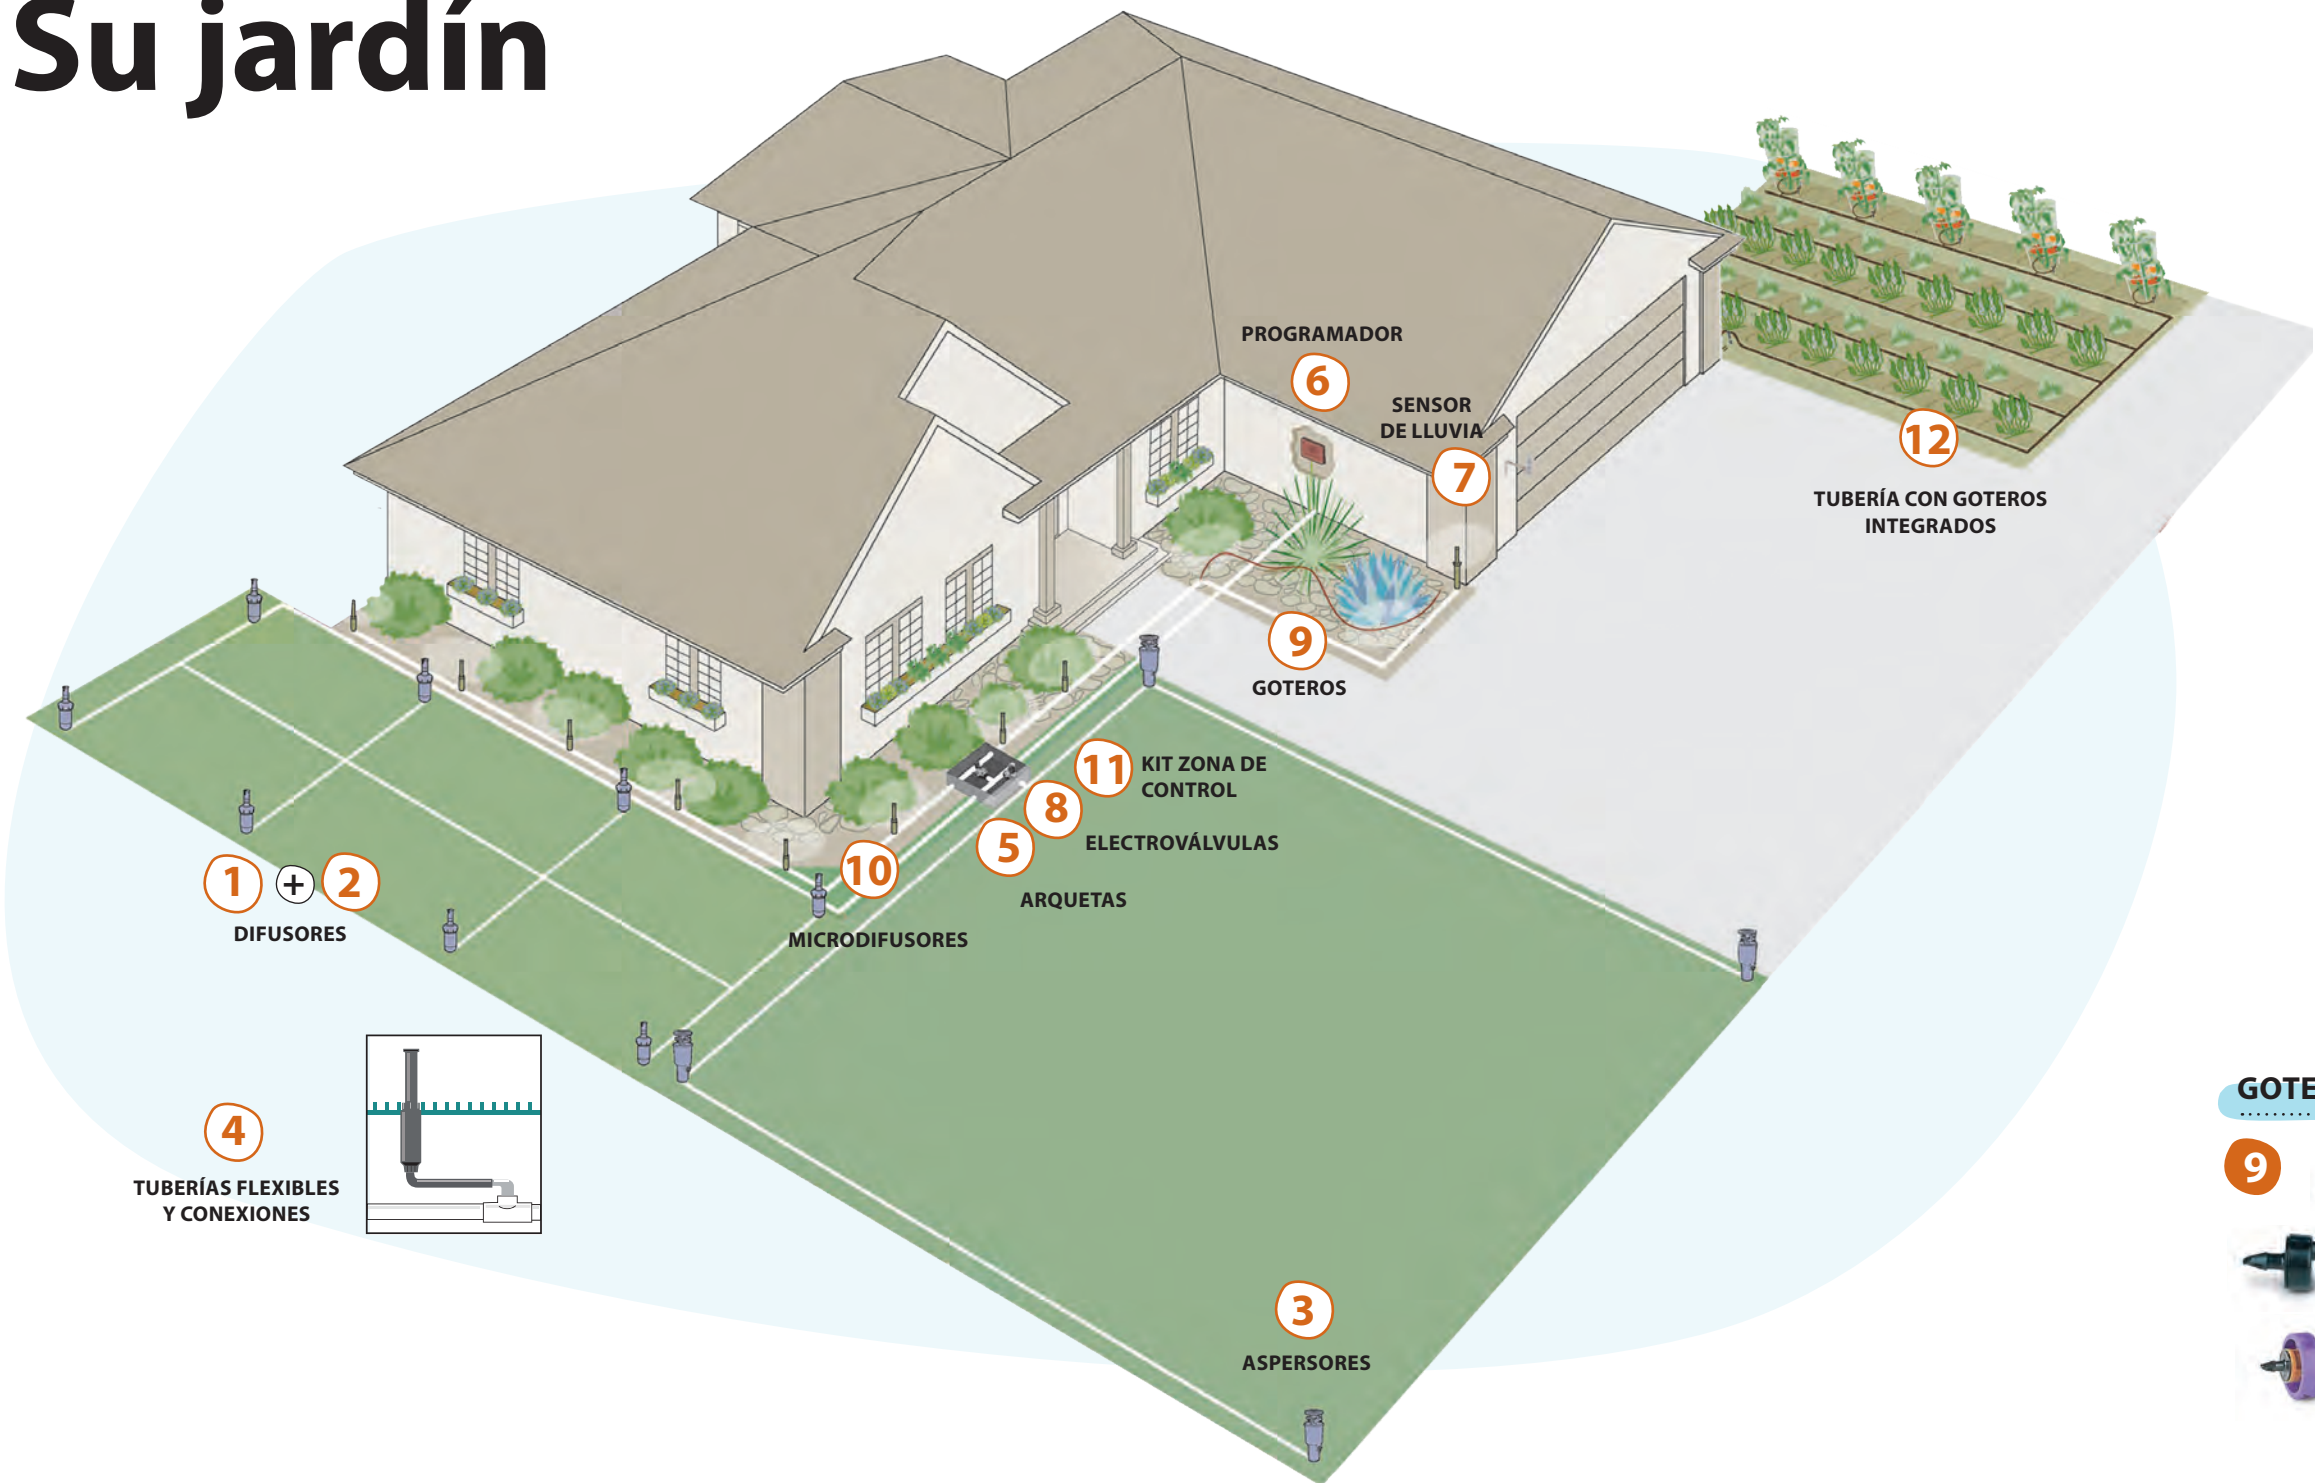 Su jardín
PROGRAMADOR
6
SENSOR
DE LLUVIA
7
12
TUBERÍA CON GOTEROS
INTEGRADOS
9
GOTEROS
11
KIT ZONA DE
CONTROL
8
ELECTROVÁLVULAS
5
ARQUETAS
10
MICRODIFUSORES
1 + 2
DIFUSORES
4
TUBERÍAS FLEXIBLES
Y CONEXIONES
3
ASPERSORES
GOTE
9